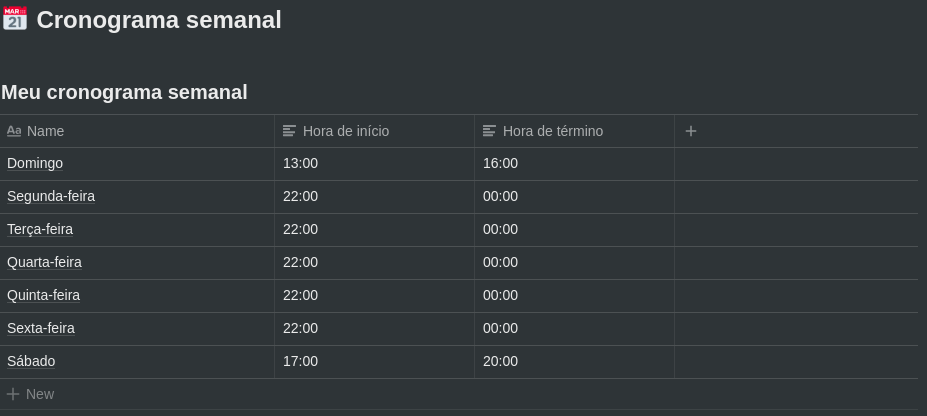 MAR
21
Cronograma semanal
Meu cronograma semanal
Aa Name Hora de início Hora de término +
Domingo 13:00 16:00
Segunda-feira 22:00 00:00
Terça-feira 22:00 00:00
Quarta-feira 22:00 00:00
Quinta-feira 22:00 00:00
Sexta-feira 22:00 00:00
Sábado 17:00 20:00
+ New